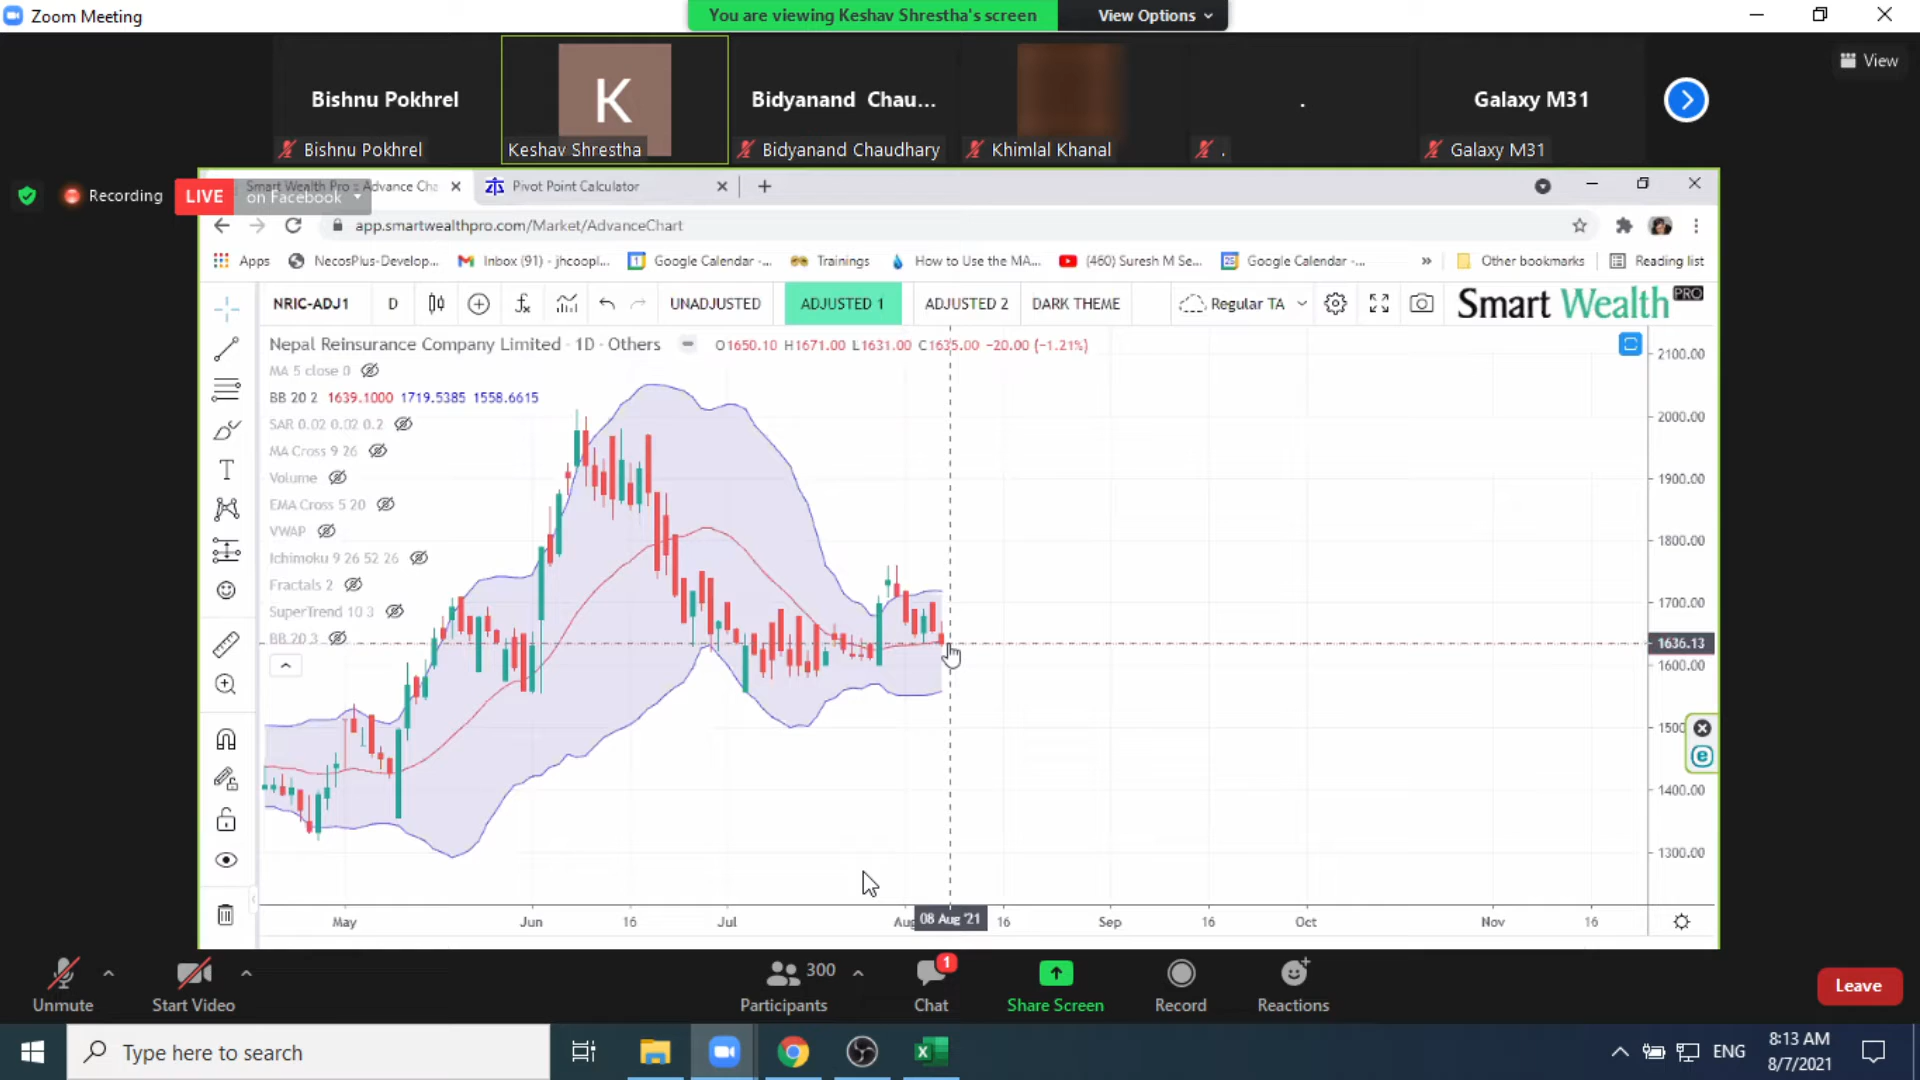 Zoom Meeting
You are viewing Keshav Shrestha's screen
View Options
View
Bishnu Pokhrel
K
Bidyanand Chau...
.
Galaxy M31
Bishnu Pokhrel
Keshav Shrestha
Bidyanand Chaudhary
Khimlal Khanal
.
Galaxy M31
Recording
LIVE
on Facebook
Smart Wealth Pro :: Advance Cha
Pivot Point Calculator
app.smartwealthpro.com/Market/AdvanceChart
Apps
NecosPlus-Develop...
Inbox (91) - jhcoopl...
Google Calendar -...
Trainings
How to Use the MA...
(460) Suresh M Se...
Google Calendar -...
»
Other bookmarks
Reading list
NRIC-ADJ1
D
UNADJUSTED
ADJUSTED 1
ADJUSTED 2
DARK THEME
Regular TA
Smart Wealth PRO
Nepal Reinsurance Company Limited · 1D · Others
O1650.10 H1671.00 L1631.00 C1635.00 −20.00 (−1.21%)
MA 5 close 0
BB 20 2 1639.1000 1719.5385 1558.6615
SAR 0.02 0.02 0.2
MA Cross 9 26
Volume
EMA Cross 5 20
VWAP
Ichimoku 9 26 52 26
Fractals 2
SuperTrend 10 3
BB 20 3
2100.00
2000.00
1900.00
1800.00
1700.00
1636.13
1600.00
1500
1400.00
1300.00
May
Jun
16
Jul
Aug
08 Aug '21
16
Sep
16
Oct
Nov
16
Unmute
Start Video
300
Participants
1
Chat
Share Screen
Record
Reactions
Leave
Type here to search
ENG
8:13 AM
8/7/2021